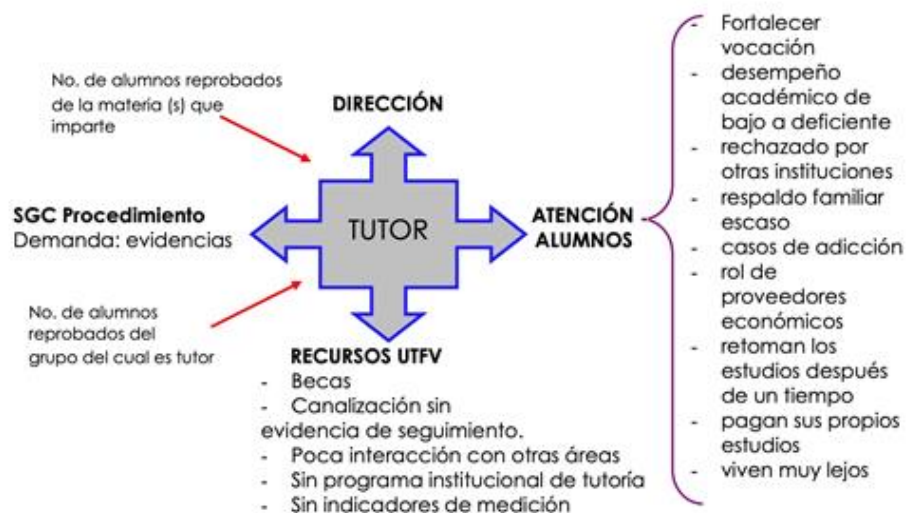 No. de alumnos reprobados
de la materia (s) que
imparte
DIRECCIÓN
SGC Procedimiento
Demanda: evidencias
TUTOR
ATENCIÓN
ALUMNOS
No. de alumnos
reprobados del
grupo del cual es tutor
RECURSOS UTFV
- Becas
- Canalización sin
evidencia de seguimiento.
- Poca interacción con otras áreas
- Sin programa institucional de tutoría
- Sin indicadores de medición
- Fortalecer
vocación
- desempeño
académico de
bajo a deficiente
- rechazado por
otras instituciones
- respaldo familiar
escaso
- casos de adicción
- rol de
proveedores
económicos
- retoman los
estudios después
de un tiempo
- pagan sus propios
estudios
- viven muy lejos